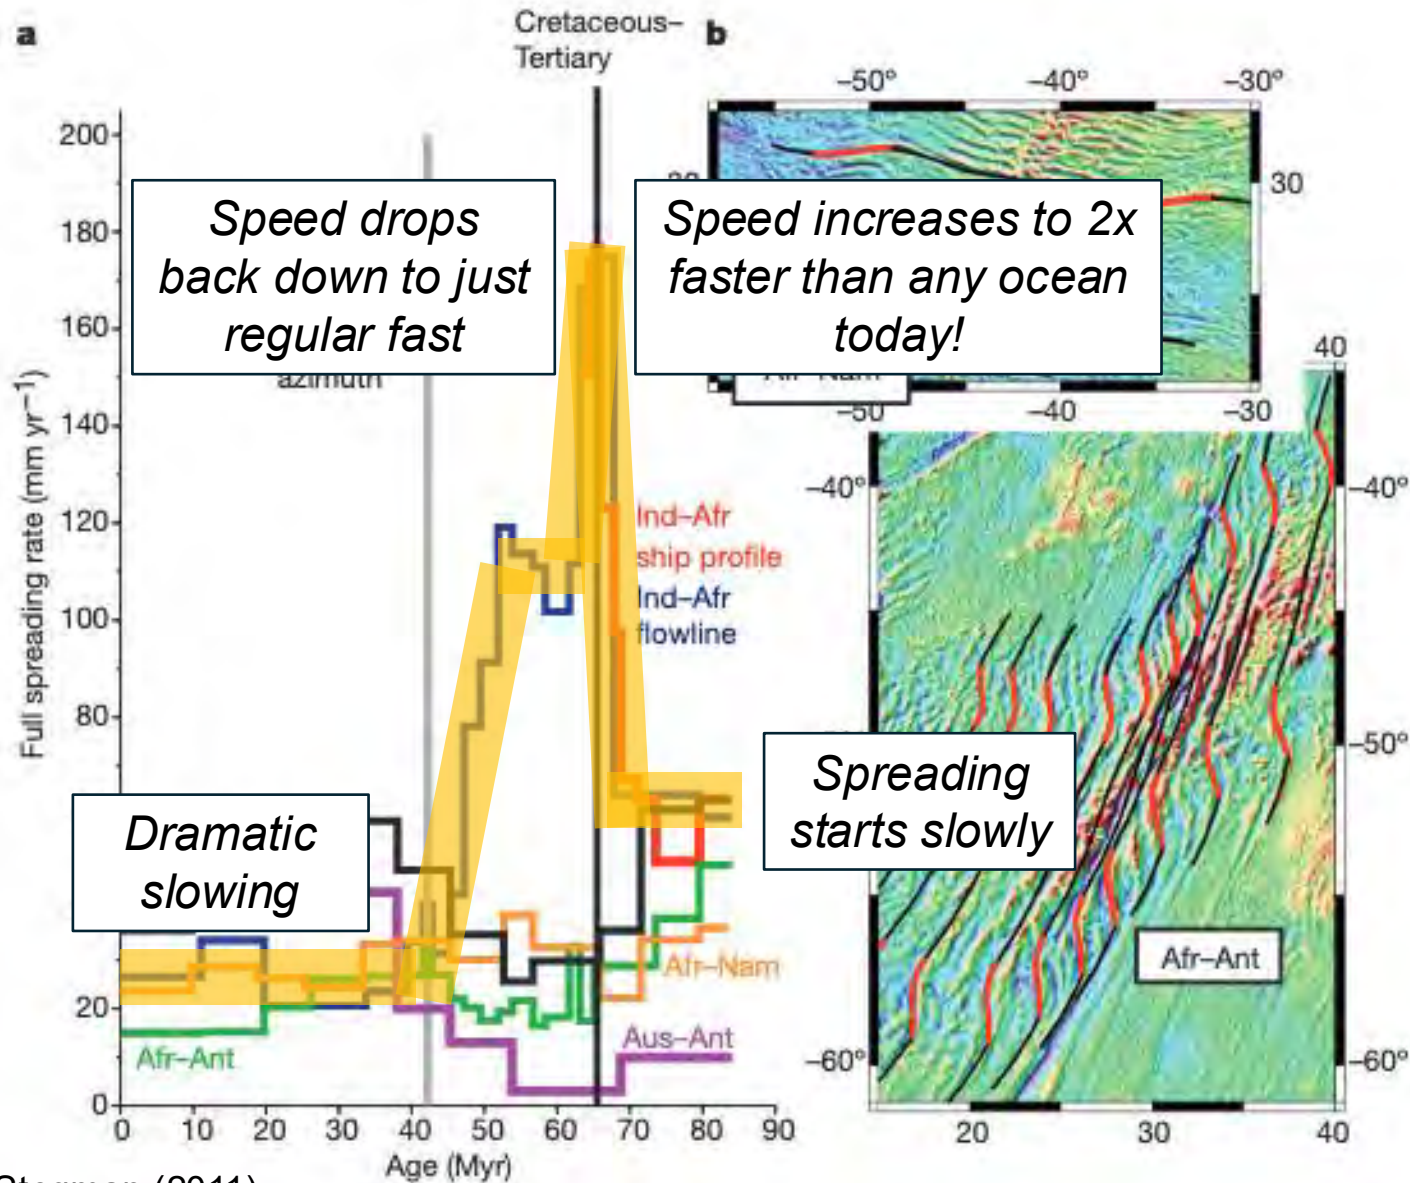 a
Cretaceous–
Tertiary
b
–50°
–40°
–30°
200
180
160
140
120
100
80
20
0
Full spreading rate (mm yr−1)
0
10
20
30
40
50
60
70
80
90
Age (Myr)
Speed drops
back down to just
regular fast
Speed increases to 2x
faster than any ocean
today!
azimuth
30
–50
–40
–30
40
Ind–Afr
ship profile
Ind–Afr
flowline
–40°
–40°
Dramatic
slowing
Spreading
starts slowly
–50°
Afr–Nam
Aus–Ant
Afr–Ant
Afr–Ant
–60°
–60°
20
30
40
(2011)